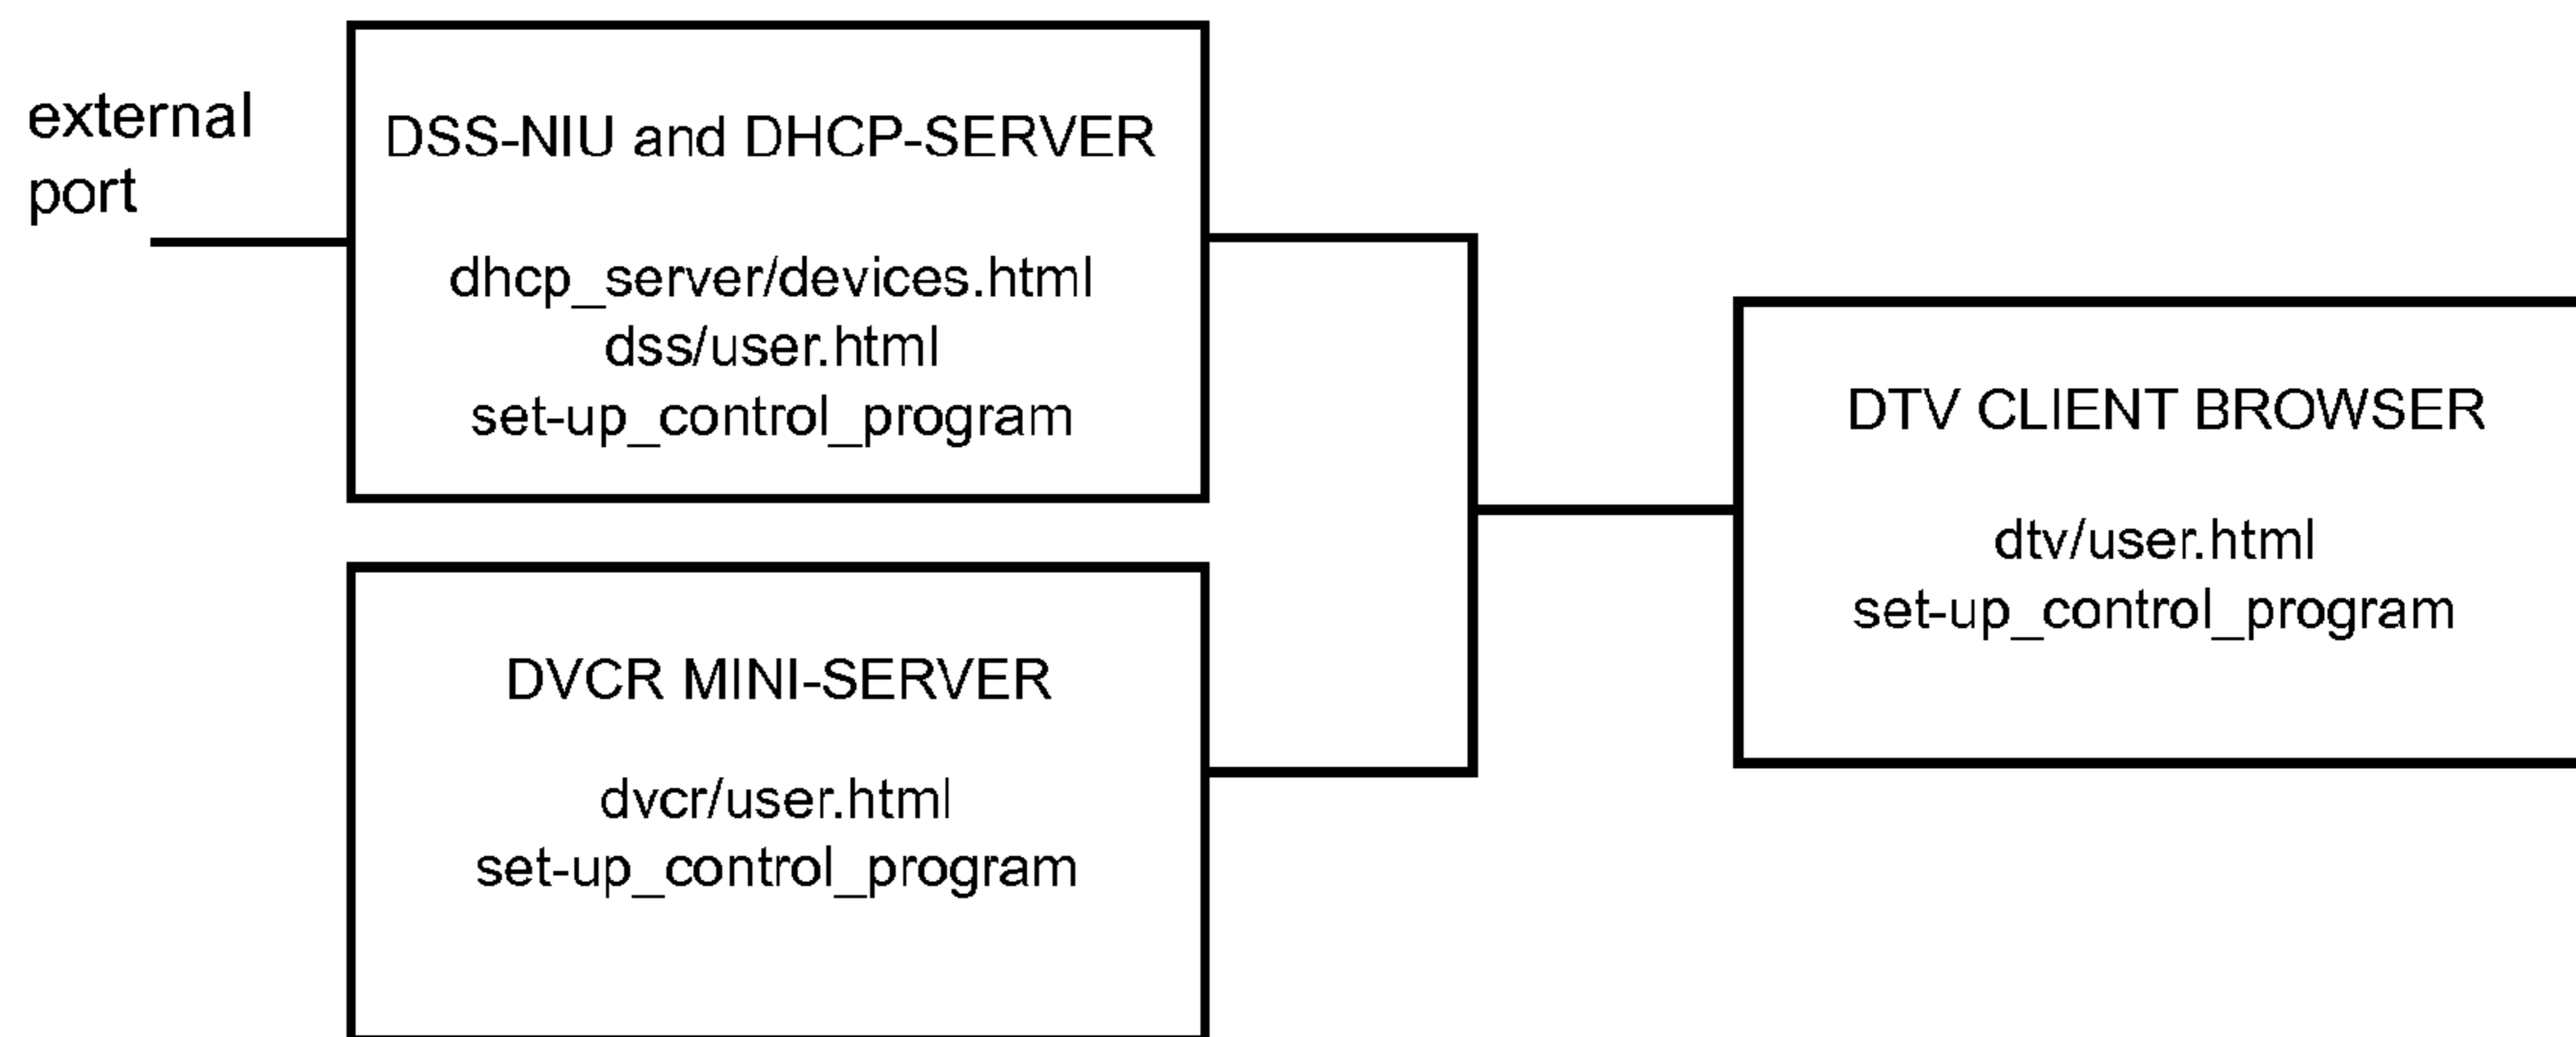 external
port
DSS-NIU and DHCP-SERVER
dhcp_server/devices.html
dss/user.html
set-up_control_program
DVCR MINI-SERVER
dvcr/user.html
set-up_control_program
DTV CLIENT BROWSER
dtv/user.html
set-up_control_program